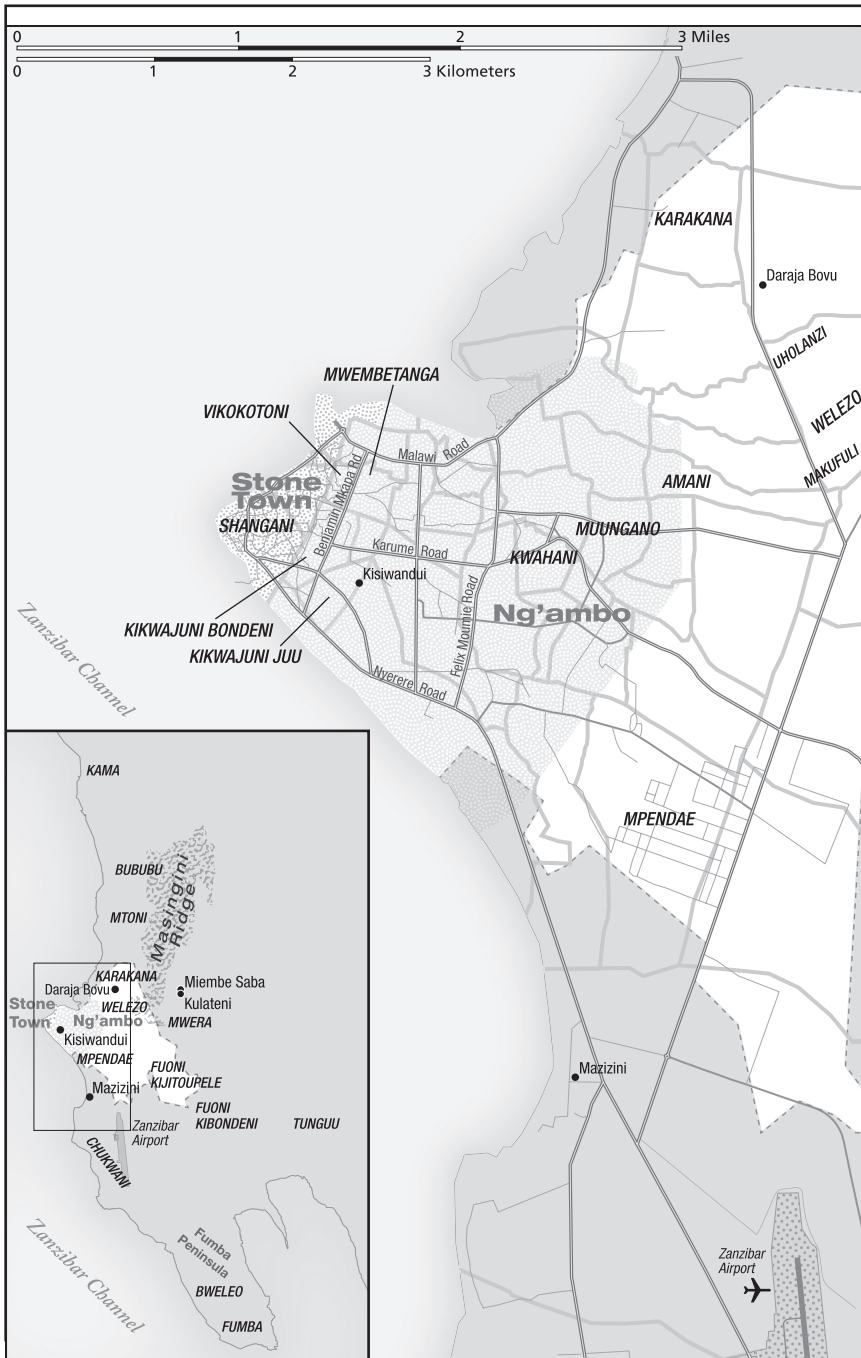 0 1 2 3 Miles
0 1 2 3 Kilometers
KARAKANA
Daraja Bovu
UHOLANZI
MWEMBETANGA
VIKOKOTONI
WELEZO
Malawi Road
MAKUFULI
Stone
Town
AMANI
Benjamin Mkapa Rd
SHANGANI
MUUNGANO
Karume Road
KWAHANI
Kisiwandui
Felix Moumie Road
Ng'ambo
KIKWAJUNI BONDENI
KIKWAJUNI JUU
Nyerere Road
Zanzibar Channel
MPENDAE
Mazizini
Zanzibar
Airport
KAMA
BUBUBU
Masingini
Ridge
MTONI
KARAKANA
Daraja Bovu
Miembe Saba
Kulateni
WELEZO
Stone
Town
Ng'ambo
MWERA
Kisiwandui
MPENDAE
FUONI
KIJITOUPELE
Mazizini
FUONI
KIBONDENI
TUNGUU
Zanzibar
Airport
CHUKWANI
Zanzibar Channel
Fumba
Peninsula
BWELEO
FUMBA